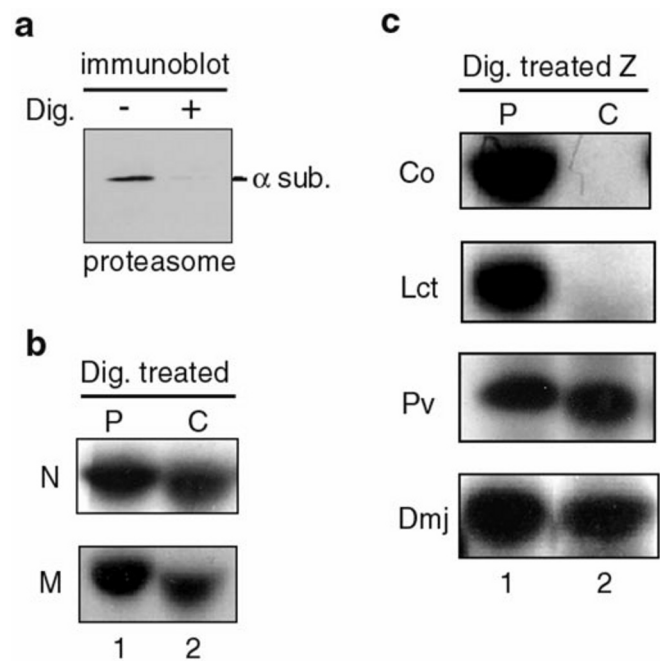 a
immunoblot
Dig. - +
α sub.
proteasome
b
Dig. treated
P C
N
M
1 2
c
Dig. treated Z
P C
Co
Lct
Pv
Dmj
1 2